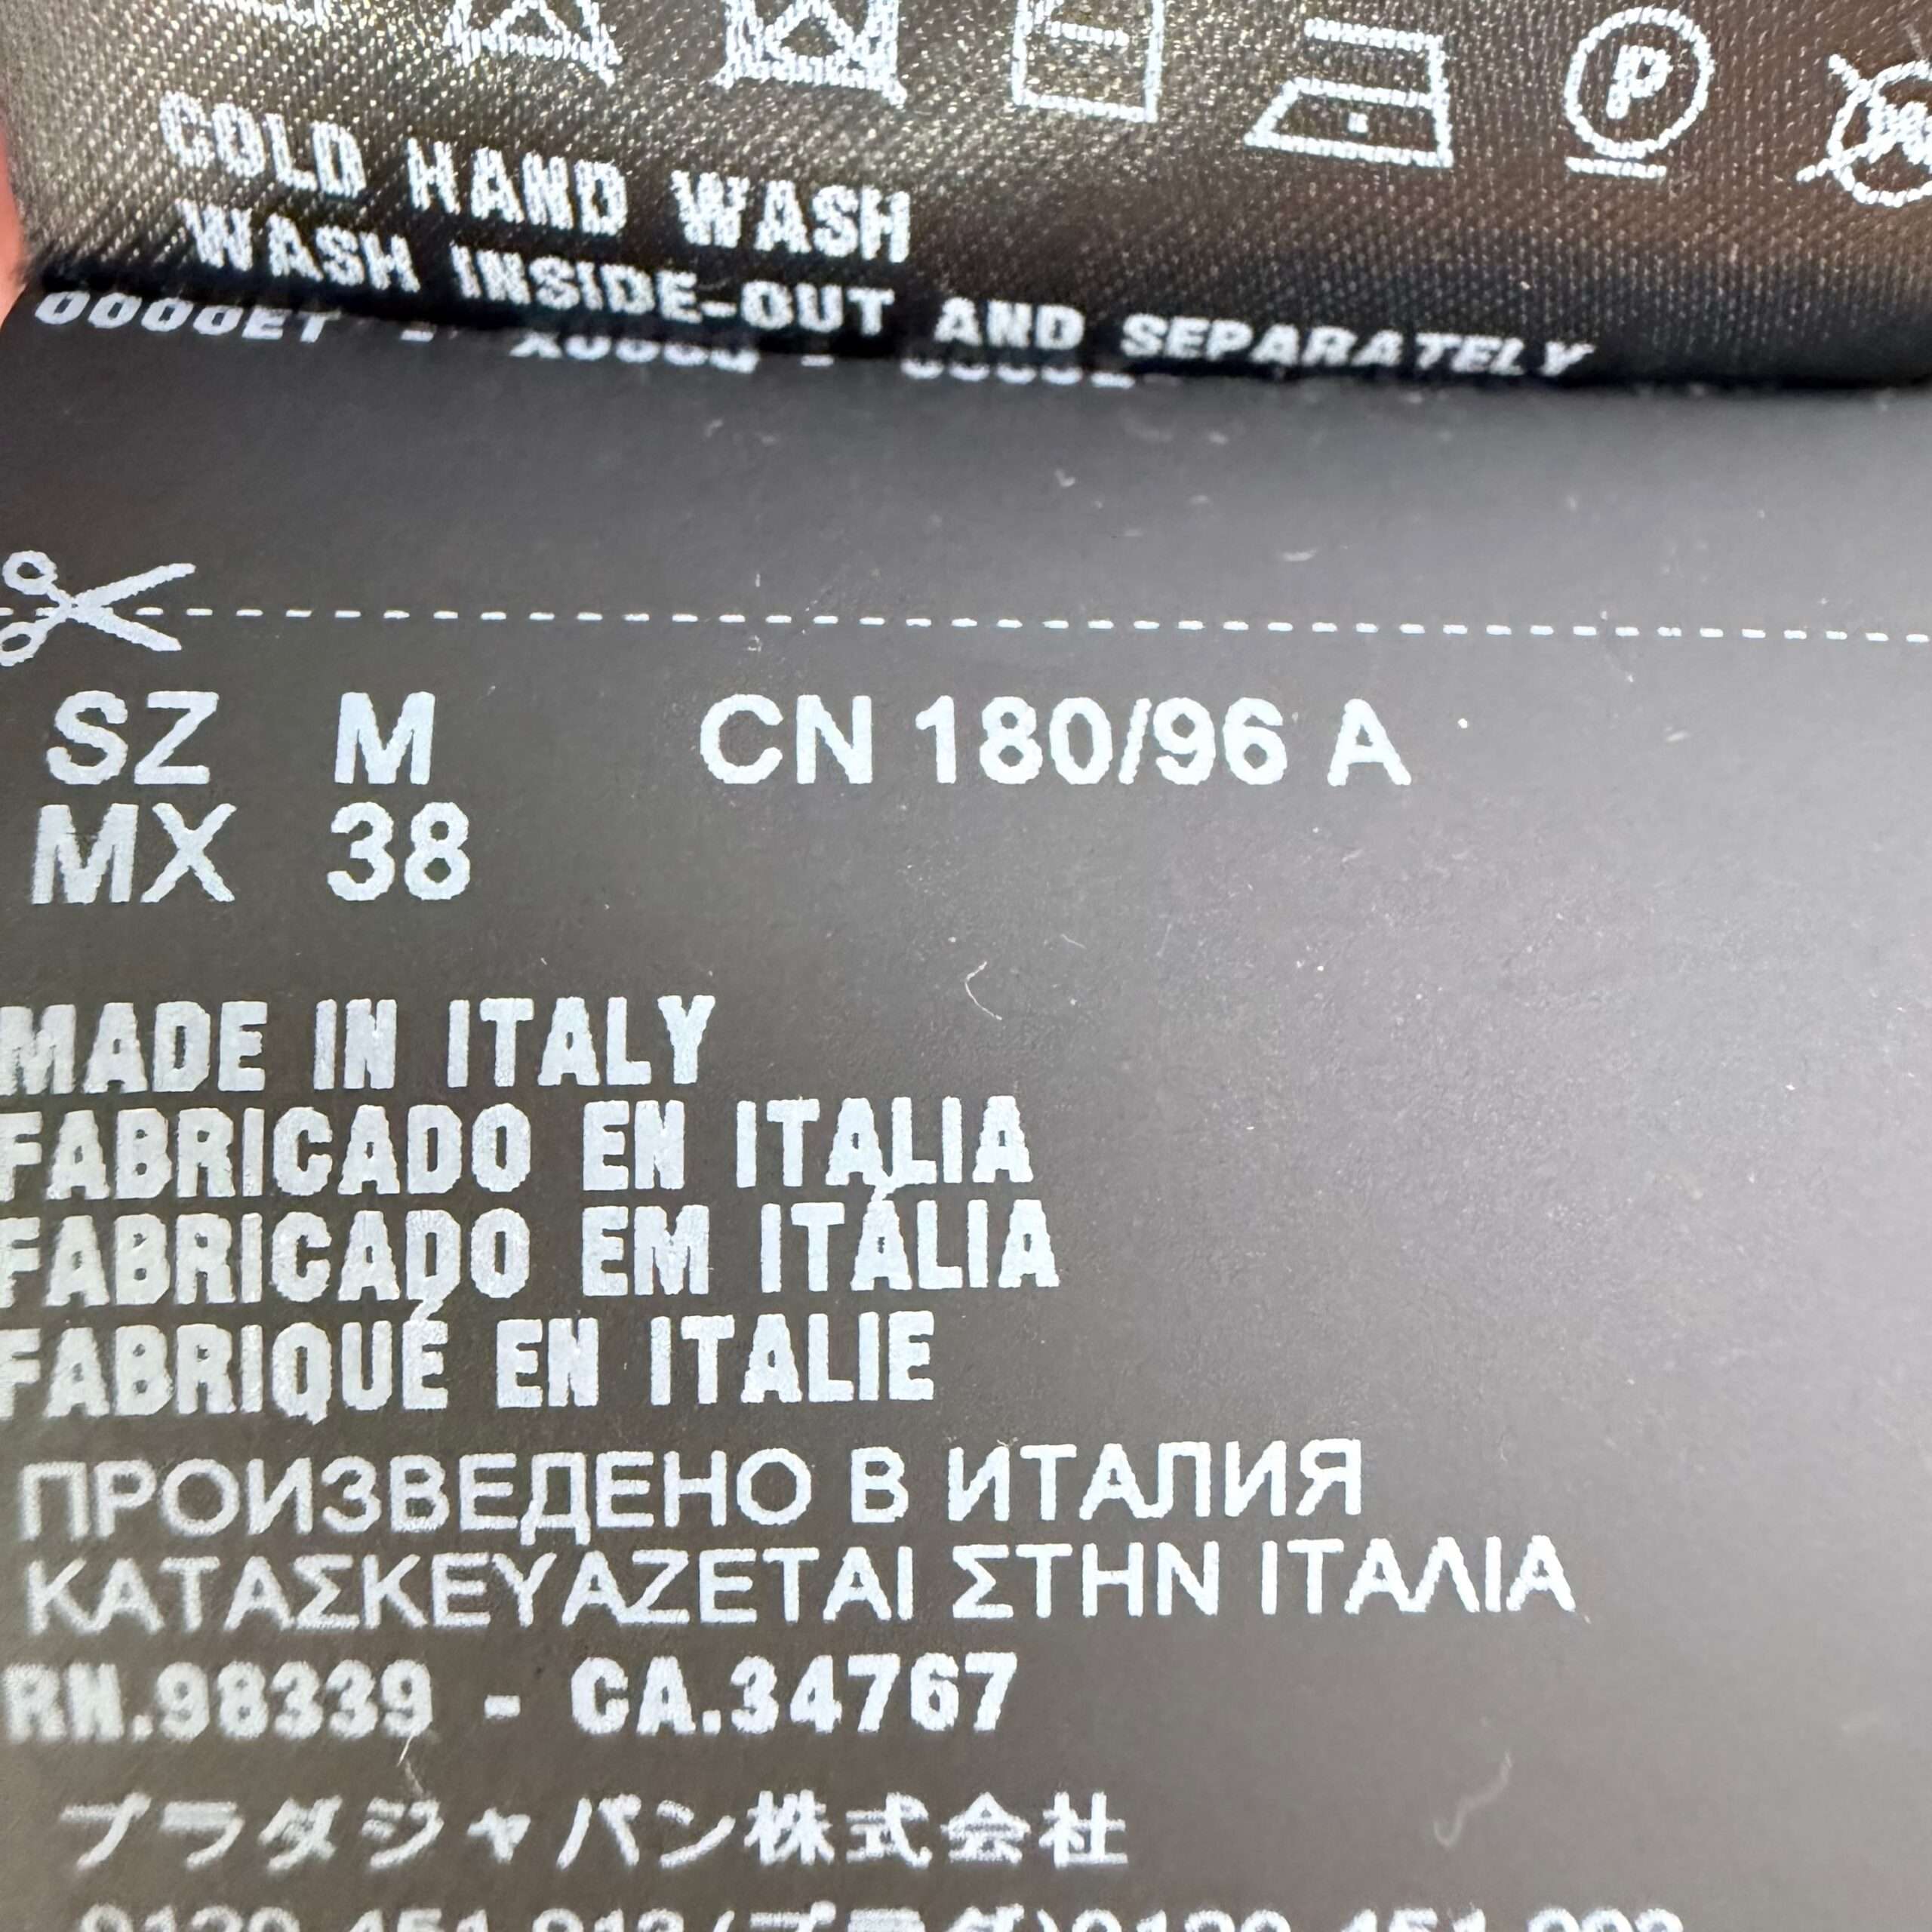 COLD HAND WASH
WASH INSIDE-OUT AND SEPARATELY
SZ M CN 180/96 A
MX 38
MADE IN ITALY
FABRICADO EN ITALIA
FABRICADO EM ITÁLIA
FABRIQUÉ EN ITALIE
ПРОИЗВЕДЕНО В ИТАЛИЯ
ΚΑΤΑΣΚΕΥΑΖΕΤΑΙ ΣΤΗΝ ΙΤΑΛΙΑ
RN.98339 - CA.34767
プラダジャパン株式会社